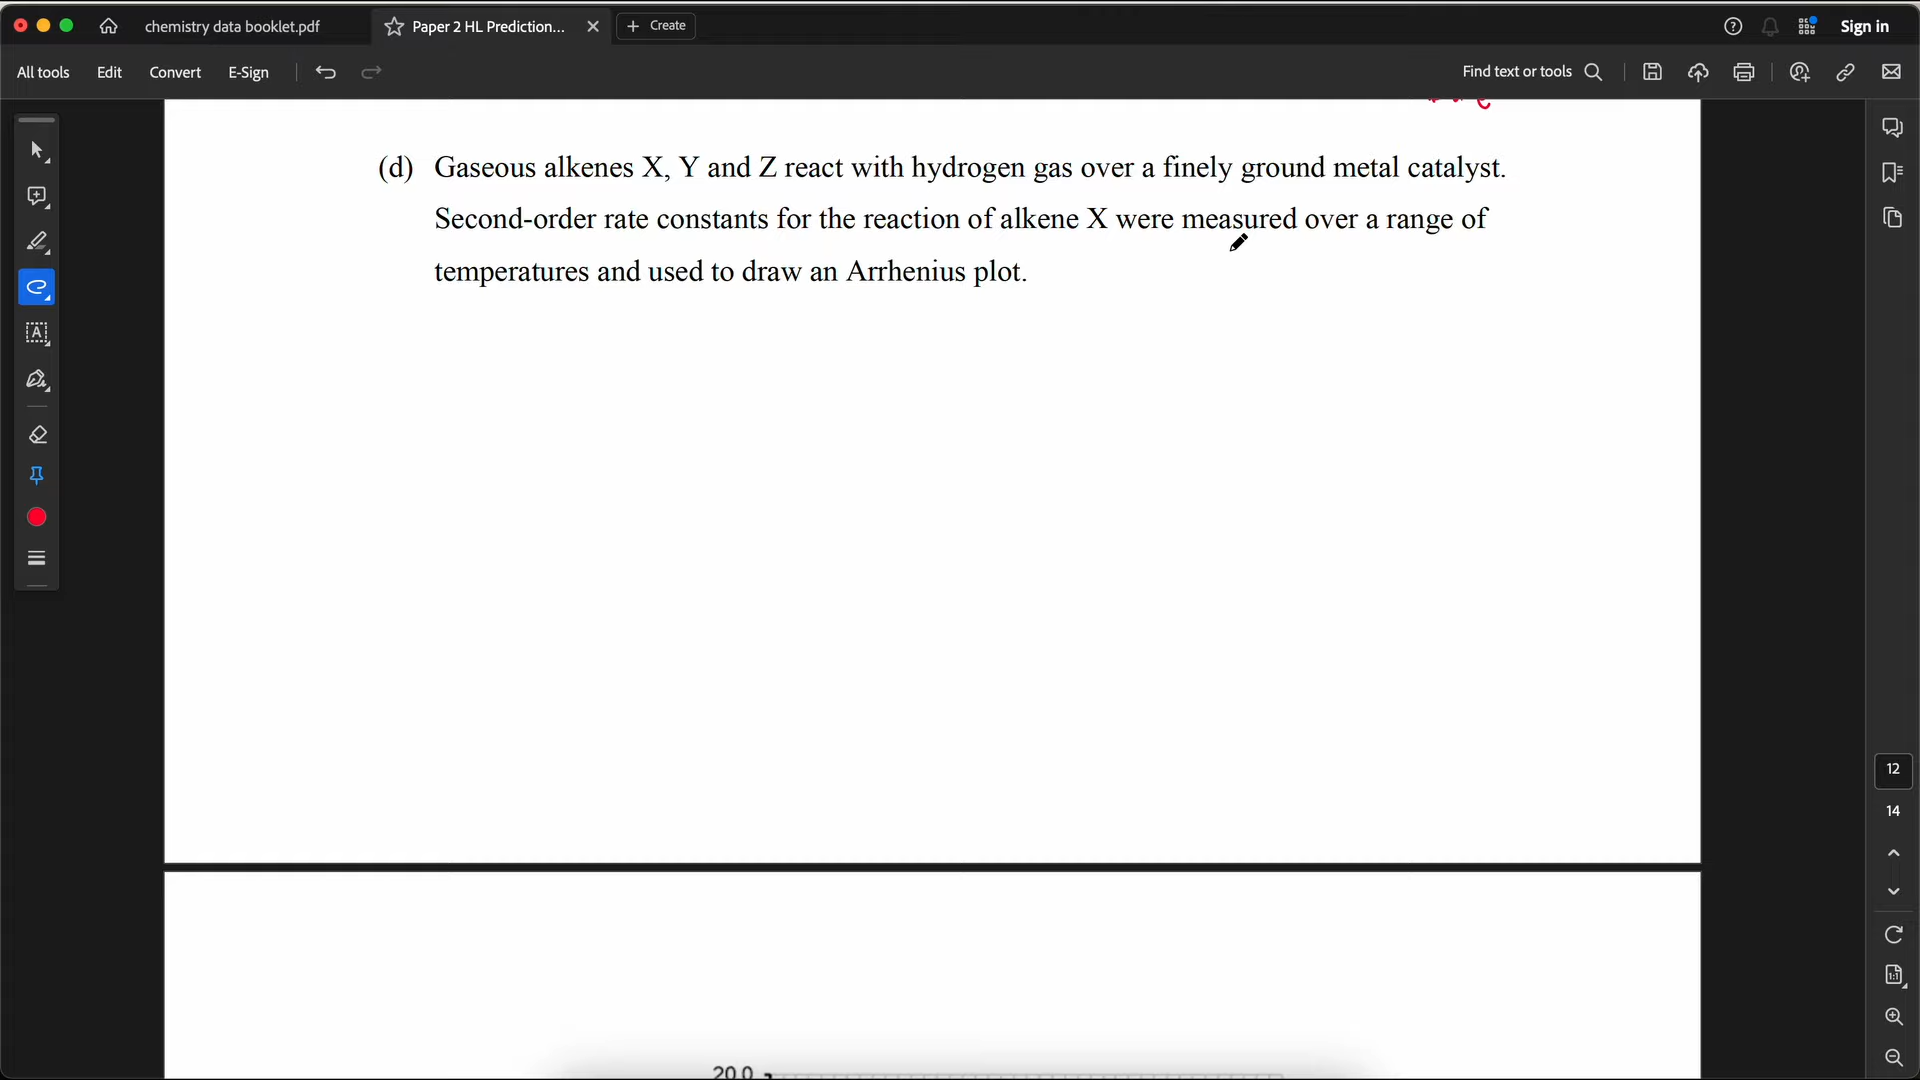 chemistry data booklet.pdf
Paper 2 HL Prediction...
Create
Sign in
All tools
Edit
Convert
E-Sign
Find text or tools
(d) Gaseous alkenes X, Y and Z react with hydrogen gas over a finely ground metal catalyst.
Second-order rate constants for the reaction of alkene X were measured over a range of
temperatures and used to draw an Arrhenius plot.
12
14
20.0